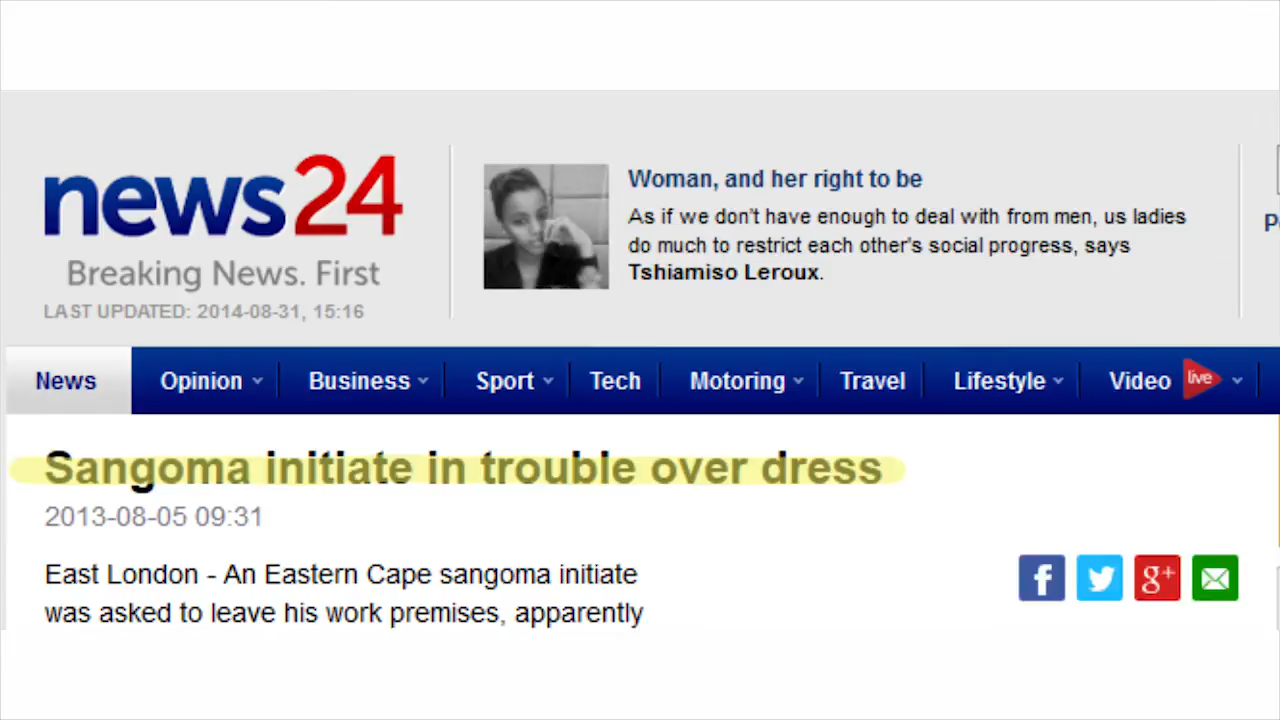 news24
Breaking News. First
LAST UPDATED: 2014-08-31, 15:16
Woman, and her right to be
As if we don't have enough to deal with from men, us ladies
do much to restrict each other's social progress, says
Tshiamiso Leroux.
News Opinion Business Sport Tech Motoring Travel Lifestyle Video live
Sangoma initiate in trouble over dress
2013-08-05 09:31
East London - An Eastern Cape sangoma initiate
was asked to leave his work premises, apparently
f g+